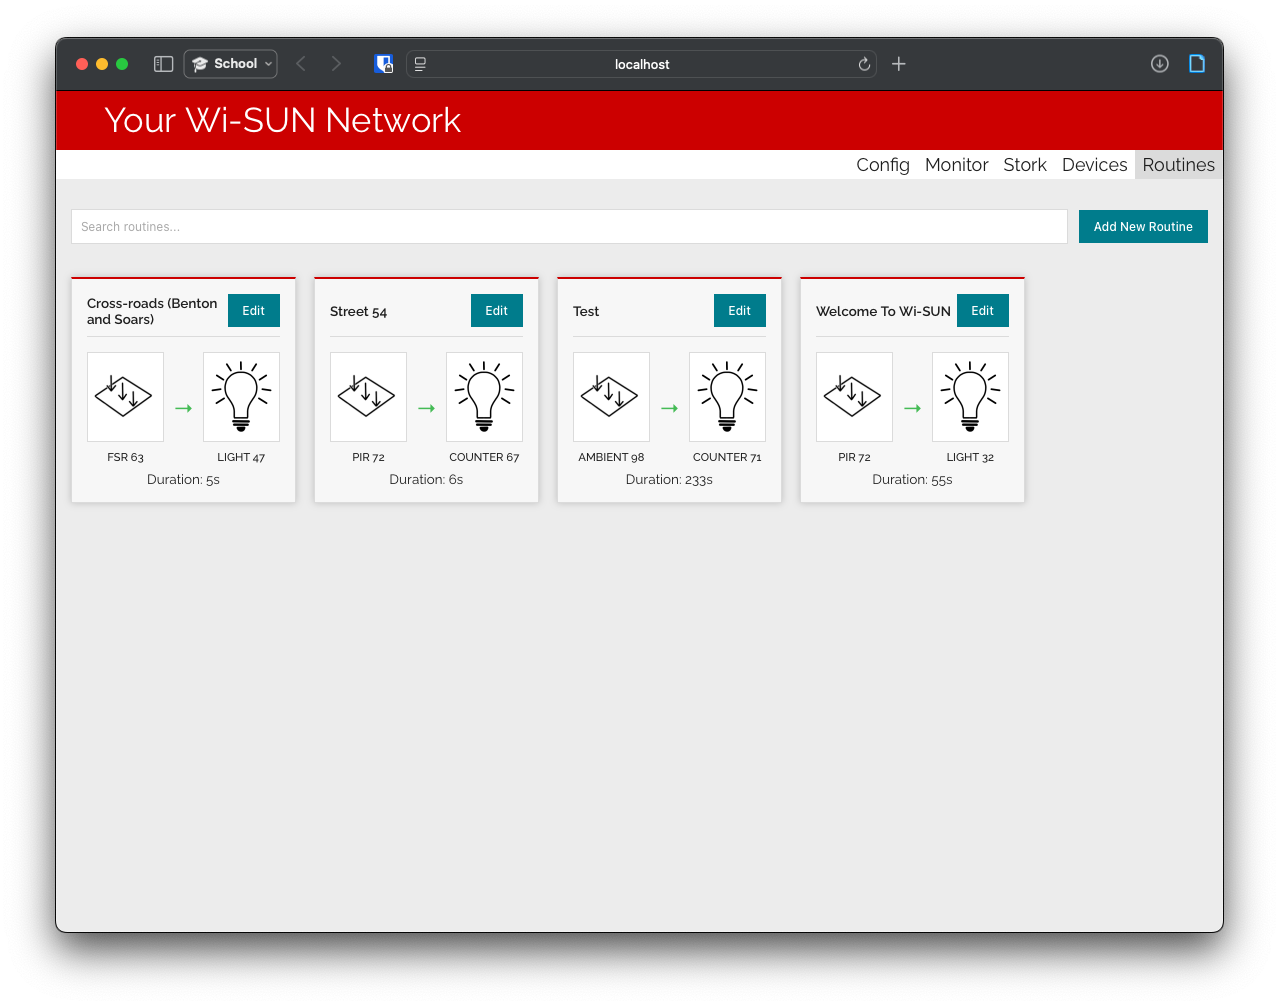 School
localhost
Your Wi-SUN Network
Config Monitor Stork Devices Routines
Search routines...
Add New Routine
Cross-roads (Benton
and Soars)
Edit
FSR 63
LIGHT 47
Duration: 5s
Street 54
Edit
PIR 72
COUNTER 67
Duration: 6s
Test
Edit
AMBIENT 98
COUNTER 71
Duration: 233s
Welcome To Wi-SUN
Edit
PIR 72
LIGHT 32
Duration: 55s